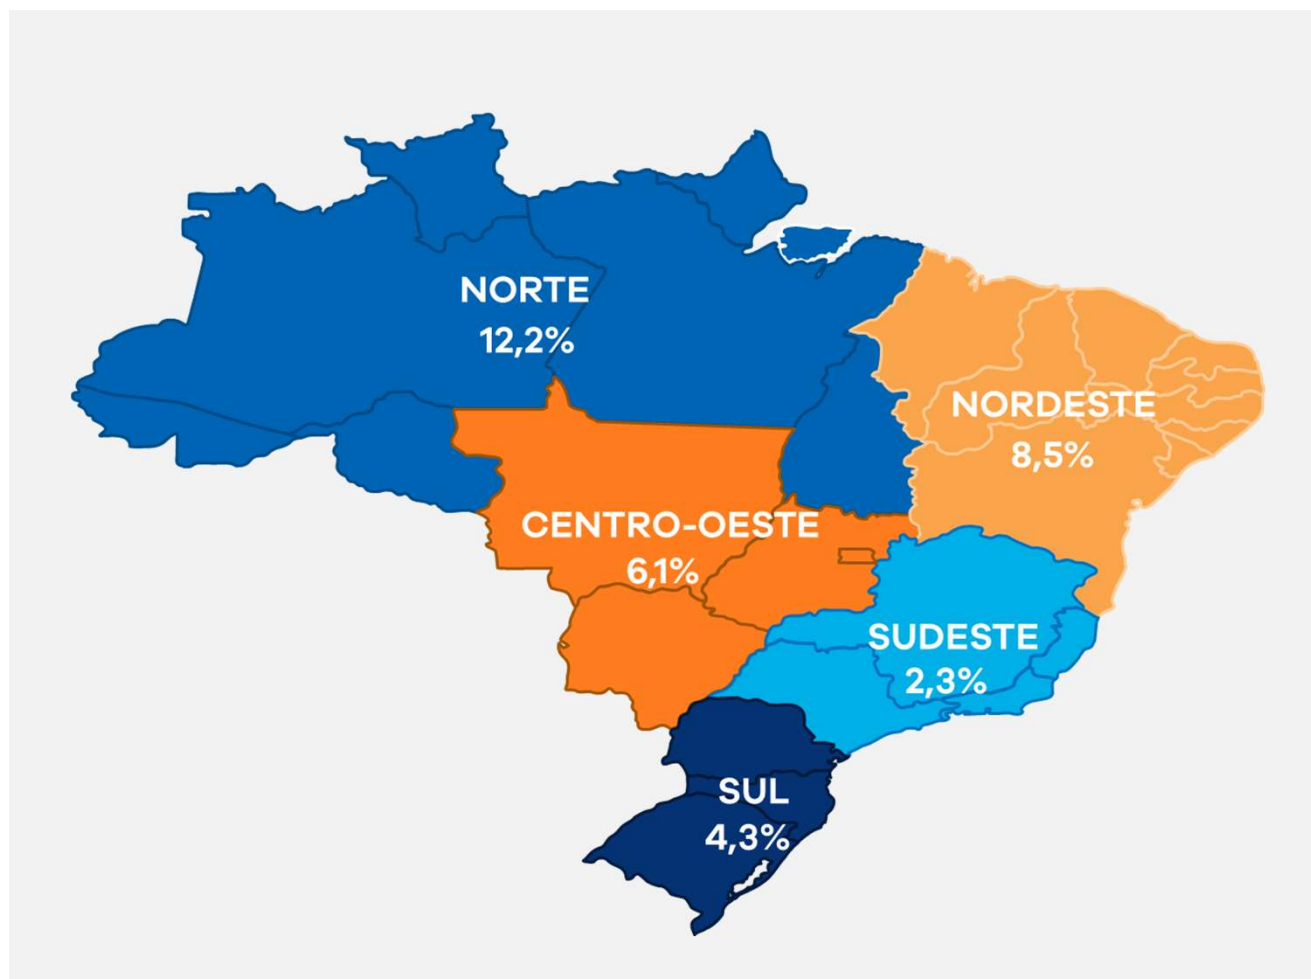 NORTE
12,2%
NORDESTE
8,5%
CENTRO-OESTE
6,1%
SUDESTE
2,3%
SUL
4,3%